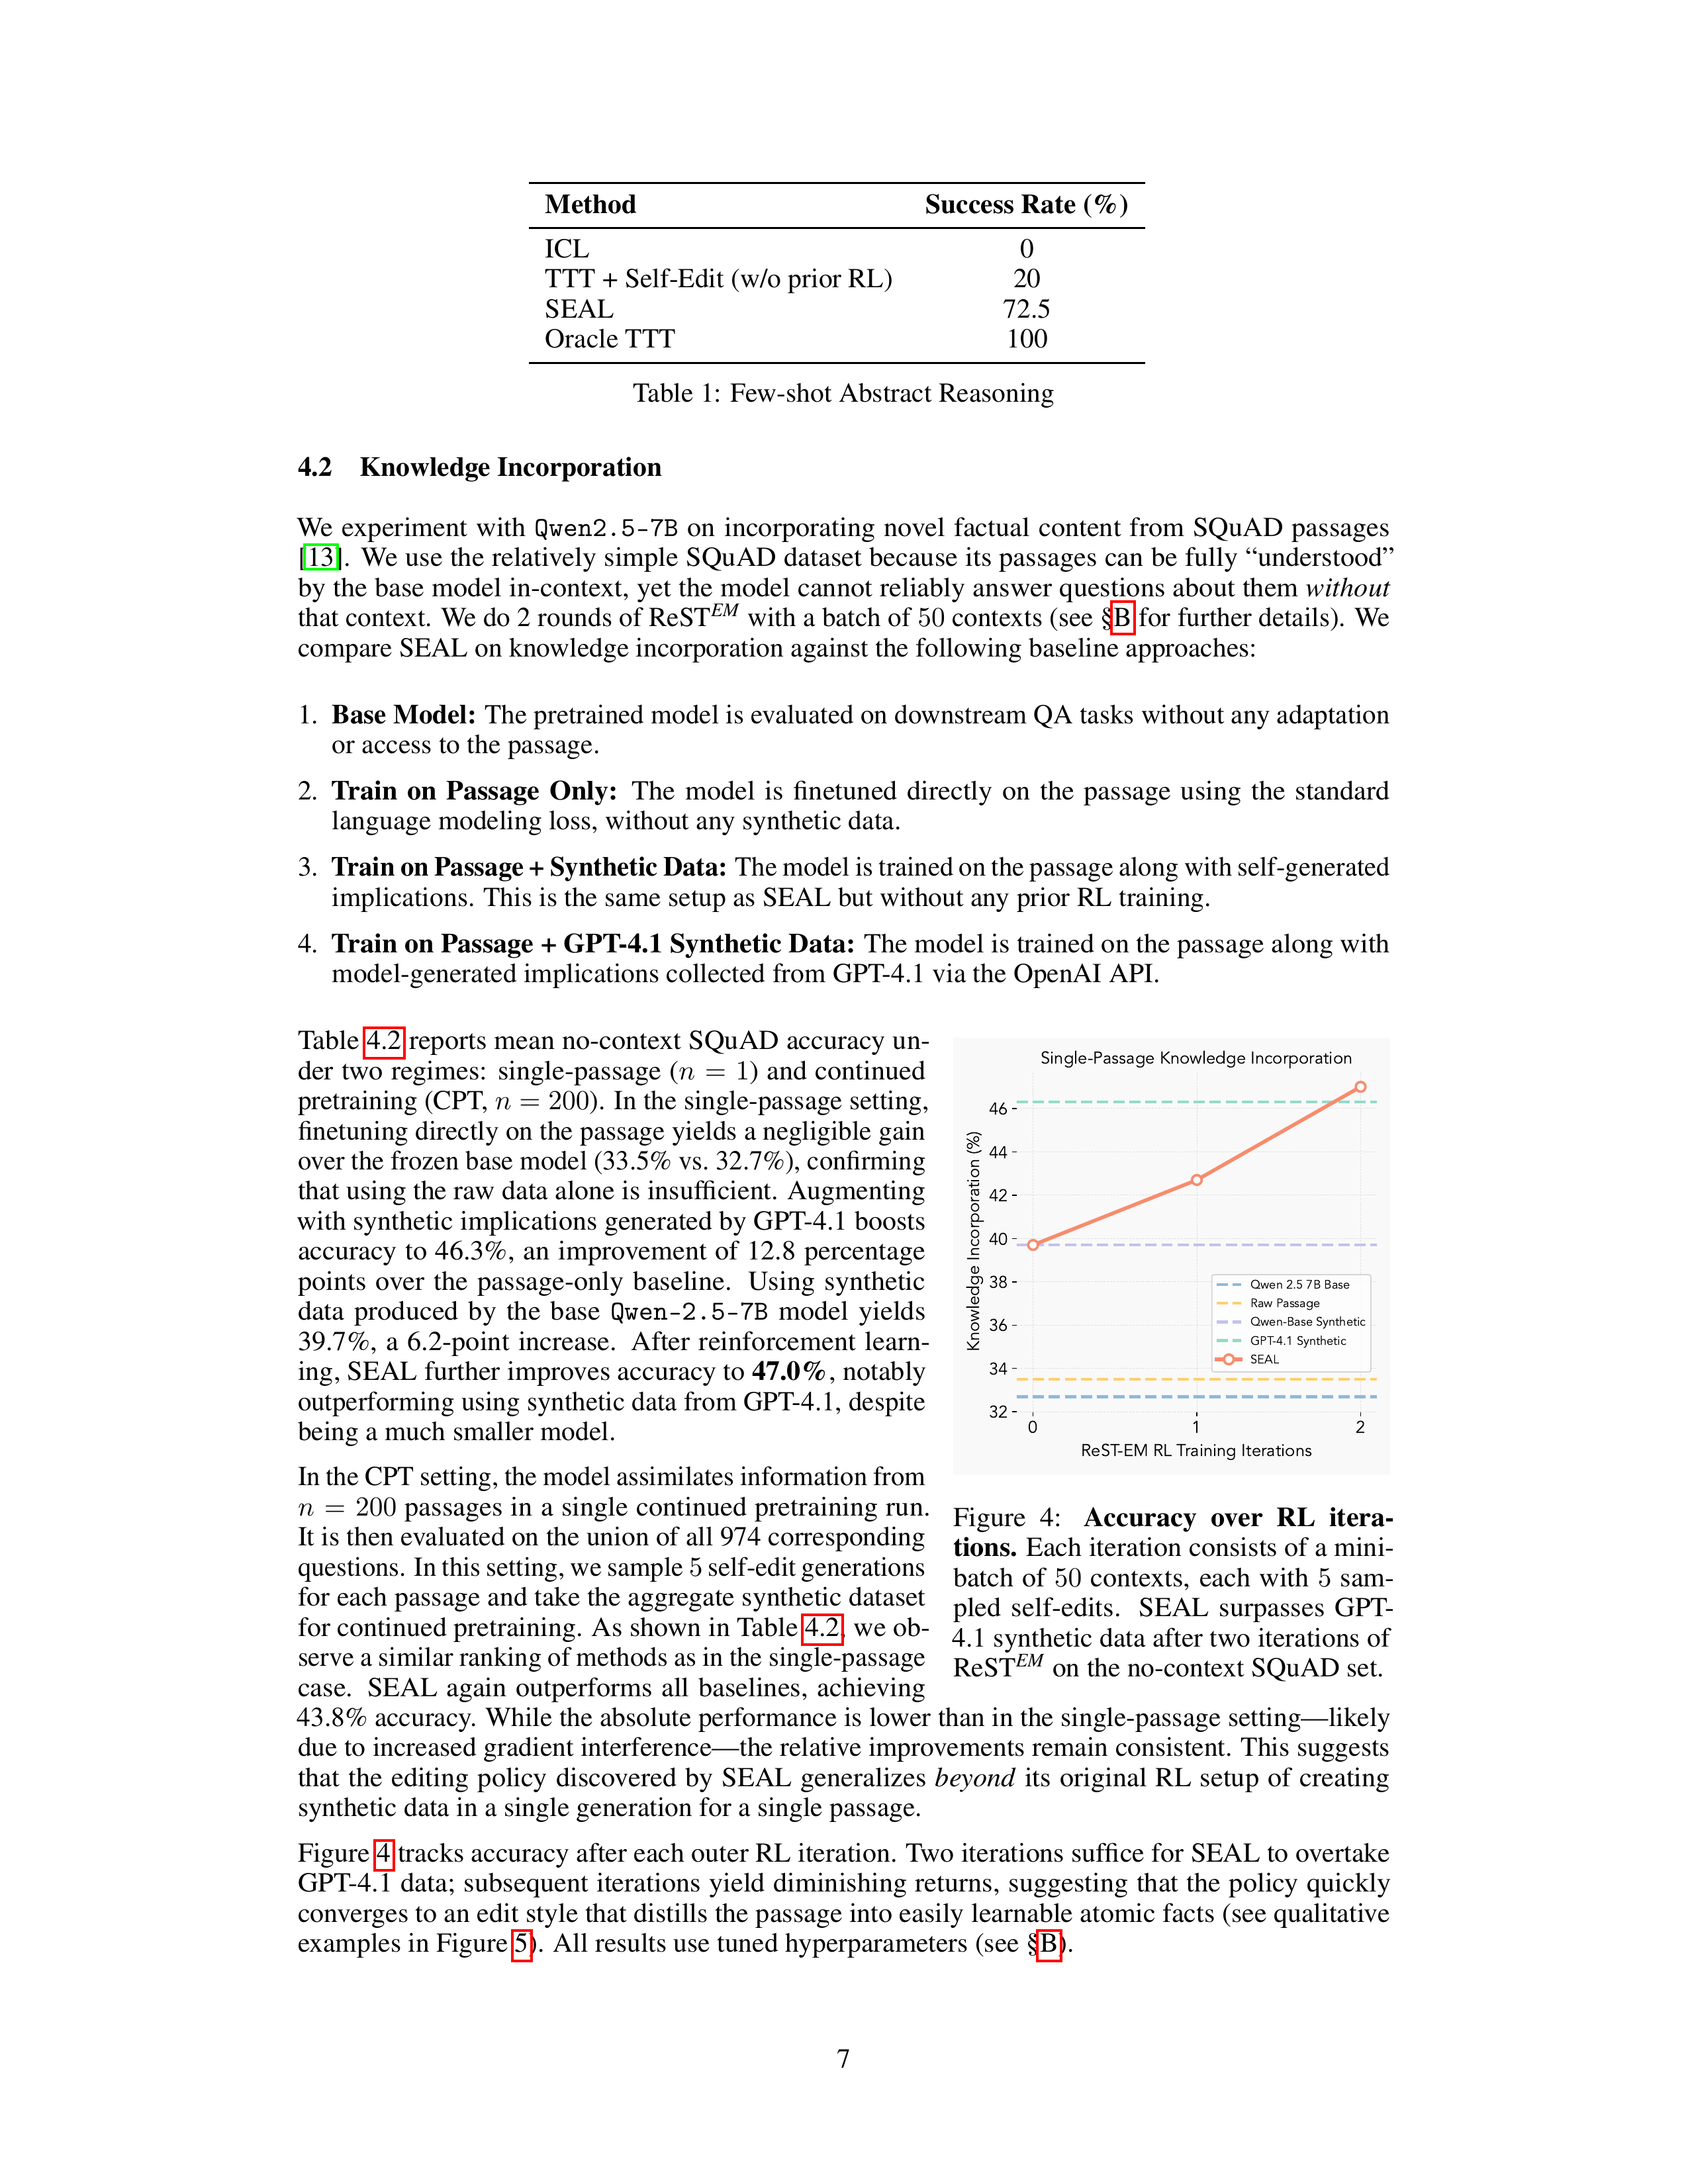 Method Success Rate (%)
ICL 0
TTT + Self-Edit (w/o prior RL) 20
SEAL 72.5
Oracle TTT 100
Table 1: Few-shot Abstract Reasoning
4.2 Knowledge Incorporation
We experiment with Qwen2.5-7B on incorporating novel factual content from SQuAD passages
[13]. We use the relatively simple SQuAD dataset because its passages can be fully “understood”
by the base model in-context, yet the model cannot reliably answer questions about them without
that context. We do 2 rounds of ReST^EM with a batch of 50 contexts (see §B for further details). We
compare SEAL on knowledge incorporation against the following baseline approaches:
1. Base Model: The pretrained model is evaluated on downstream QA tasks without any adaptation
or access to the passage.
2. Train on Passage Only: The model is finetuned directly on the passage using the standard
language modeling loss, without any synthetic data.
3. Train on Passage + Synthetic Data: The model is trained on the passage along with self-generated
implications. This is the same setup as SEAL but without any prior RL training.
4. Train on Passage + GPT-4.1 Synthetic Data: The model is trained on the passage along with
model-generated implications collected from GPT-4.1 via the OpenAI API.
Table 4.2 reports mean no-context SQuAD accuracy un-
der two regimes: single-passage (n = 1) and continued
pretraining (CPT, n = 200). In the single-passage setting,
finetuning directly on the passage yields a negligible gain
over the frozen base model (33.5% vs. 32.7%), confirming
that using the raw data alone is insufficient. Augmenting
with synthetic implications generated by GPT-4.1 boosts
accuracy to 46.3%, an improvement of 12.8 percentage
points over the passage-only baseline. Using synthetic
data produced by the base Qwen-2.5-7B model yields
39.7%, a 6.2-point increase. After reinforcement learn-
ing, SEAL further improves accuracy to 47.0%, notably
outperforming using synthetic data from GPT-4.1, despite
being a much smaller model.
In the CPT setting, the model assimilates information from
n = 200 passages in a single continued pretraining run.
It is then evaluated on the union of all 974 corresponding
questions. In this setting, we sample 5 self-edit generations
for each passage and take the aggregate synthetic dataset
for continued pretraining. As shown in Table 4.2, we ob-
serve a similar ranking of methods as in the single-passage
case. SEAL again outperforms all baselines, achieving
43.8% accuracy. While the absolute performance is lower than in the single-passage setting—likely
due to increased gradient interference—the relative improvements remain consistent. This suggests
that the editing policy discovered by SEAL generalizes beyond its original RL setup of creating
synthetic data in a single generation for a single passage.
Single-Passage Knowledge Incorporation
Knowledge Incorporation (%)
46
44
42
40
38
36
34
32
Qwen 2.5 7B Base
Raw Passage
Qwen-Base Synthetic
GPT-4.1 Synthetic
SEAL
0 1 2
ReST-EM RL Training Iterations
Figure 4: Accuracy over RL itera-
tions. Each iteration consists of a mini-
batch of 50 contexts, each with 5 sam-
pled self-edits. SEAL surpasses GPT-
4.1 synthetic data after two iterations of
ReST^EM on the no-context SQuAD set.
Figure 4 tracks accuracy after each outer RL iteration. Two iterations suffice for SEAL to overtake
GPT-4.1 data; subsequent iterations yield diminishing returns, suggesting that the policy quickly
converges to an edit style that distills the passage into easily learnable atomic facts (see qualitative
examples in Figure 5). All results use tuned hyperparameters (see §B).
7